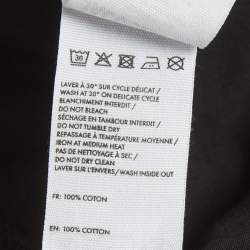 30
LAVER À 30° SUR CYCLE DÉLICAT /
WASH AT 30° ON DELICATE CYCLE
BLANCHIMENT INTERDIT /
DO NOT BLEACH
SÉCHAGE EN TAMBOUR INTERDIT /
DO NOT TUMBLE DRY
REPASSAGE À TEMPÉRATURE MOYENNE /
IRON AT MEDIUM HEAT
PAS DE NETTOYAGE À SEC /
DO NOT DRY CLEAN
LAVER SUR L'ENVERS/ WASH INSIDE OUT
FR: 100% COTON
EN: 100% COTTON